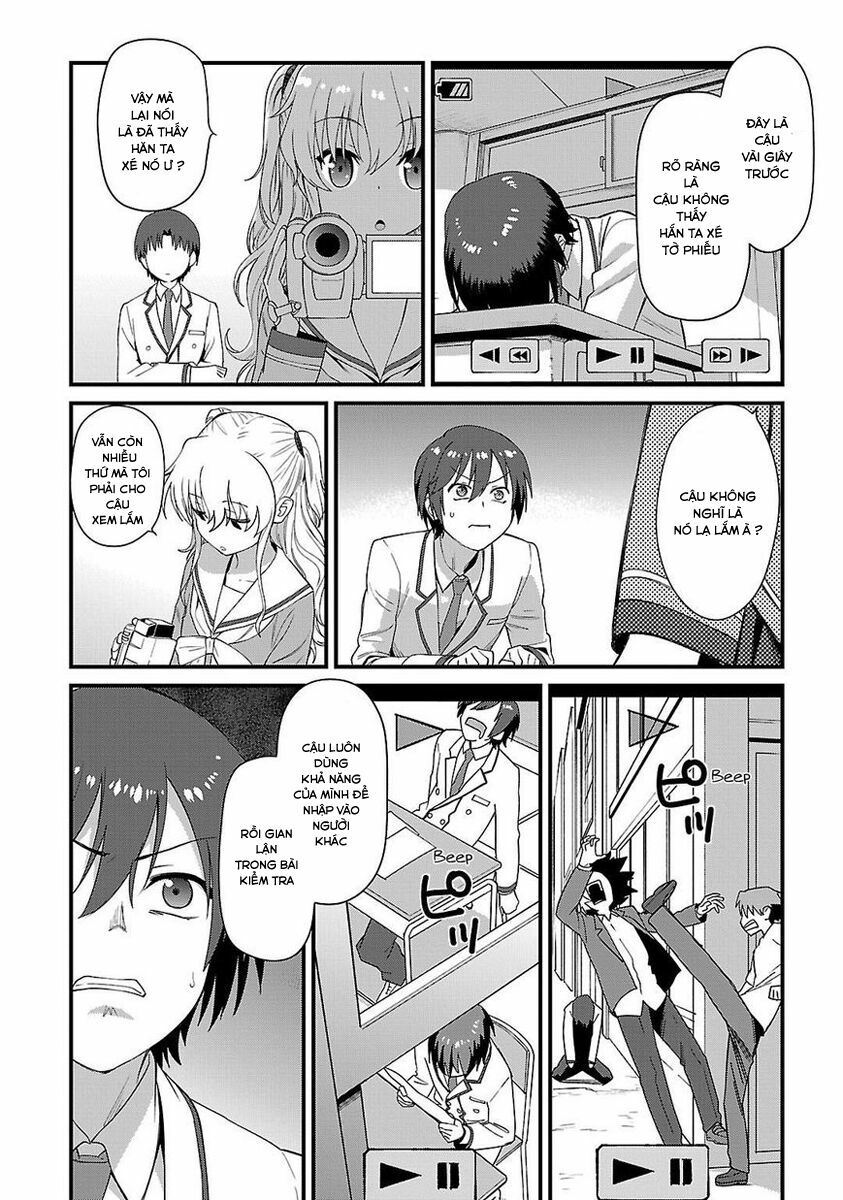 ĐÂY LÀ
CẬU
VÀI GIÂY
TRƯỚC
RÕ RÀNG
LÀ
CẬU KHÔNG
THẤY
HẮN TA XÉ
TỜ PHIẾU
VẬY MÀ
LẠI NÓI
LÀ ĐÃ THẤY
HẮN TA
XÉ NÓ Ư ?
CẬU KHÔNG
NGHĨ LÀ
NÓ LẠ LẮM À ?
VẪN CÒN
NHIỀU
THỨ MÀ TÔI
PHẢI CHO
CẬU
XEM LẮM
Beep
ピッ
Beep
ピッ
CẬU LUÔN
DÙNG
KHẢ NĂNG
CỦA MÌNH ĐỂ
NHẬP VÀO
NGƯỜI
KHÁC
RỒI GIAN
LẬN
TRONG BÀI
KIỂM TRA